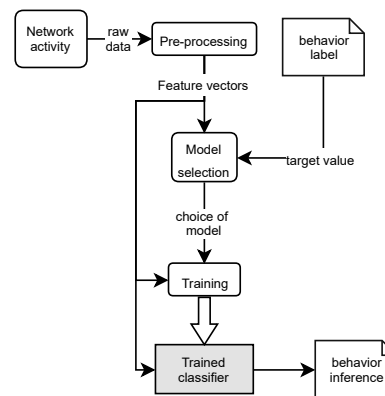 Network
activity
raw
data
Pre-processing
behavior
label
Feature vectors
Model
selection
target value
choice of
model
Training
Trained
classifier
behavior
inference